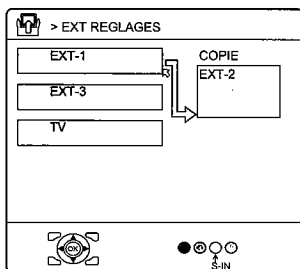 > EXT REGLAGES
EXT-1
COPIE
EXT-2
EXT-3
TV
OK
S-IN